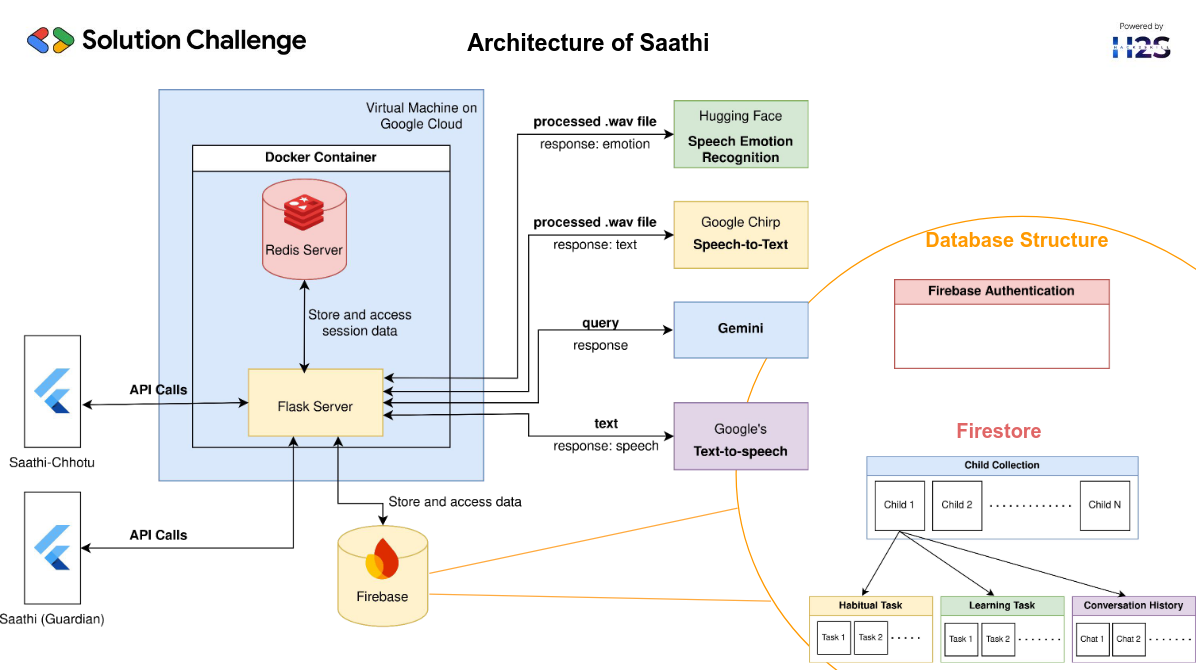 Solution Challenge
Architecture of Saathi
Powered by
H2S
HACK2SKILL
Virtual Machine on
Google Cloud
Docker Container
Redis Server
Store and access
session data
Flask Server
API Calls
Saathi-Chhotu
API Calls
Saathi (Guardian)
Store and access data
Firebase
processed .wav file
response: emotion
Hugging Face
Speech Emotion
Recognition
processed .wav file
response: text
Google Chirp
Speech-to-Text
query
response
Gemini
text
response: speech
Google's
Text-to-speech
Database Structure
Firebase Authentication
Firestore
Child Collection
Child 1
Child 2
Child N
Habitual Task
Task 1
Task 2
Learning Task
Task 1
Task 2
Conversation History
Chat 1
Chat 2